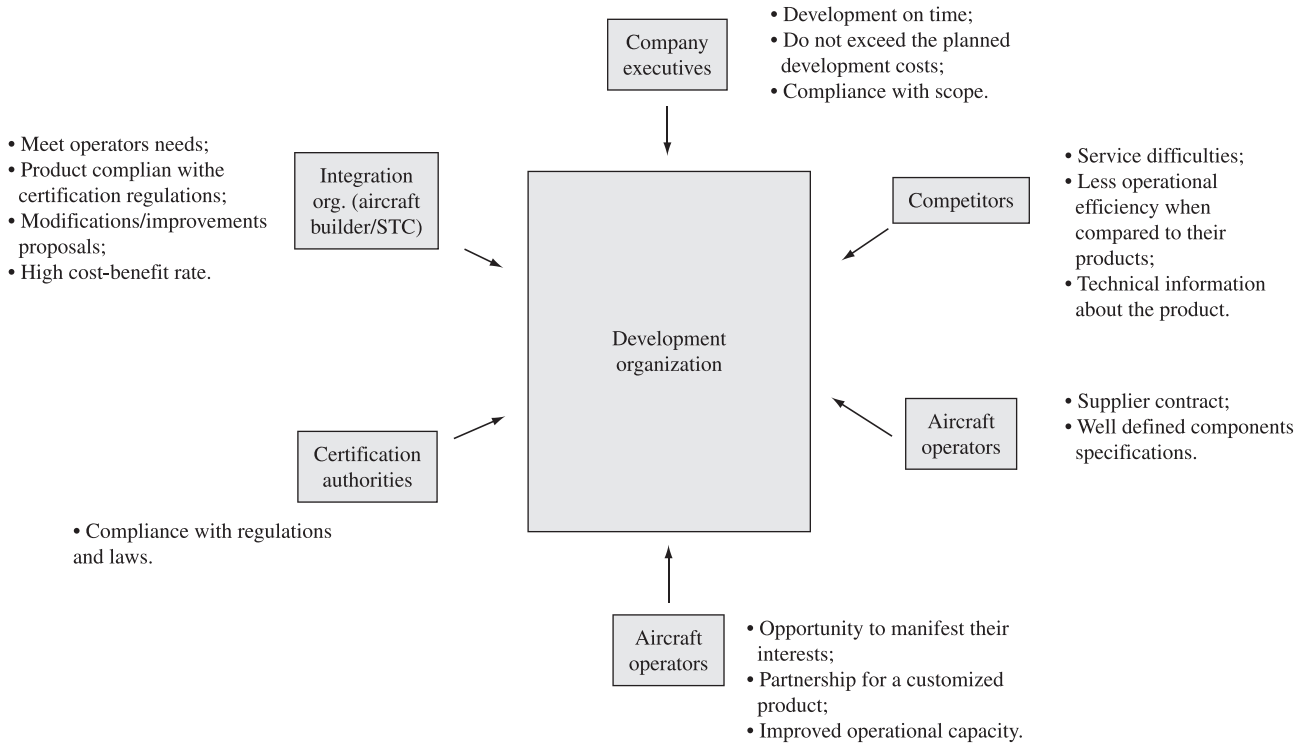 Company
executives
• Development on time;
• Do not exceed the planned
development costs;
• Compliance with scope.
• Meet operators needs;
• Product complian withe
certification regulations;
• Modifications/improvements
proposals;
• High cost-benefit rate.
Integration
org. (aircraft
builder/STC)
Competitors
• Service difficulties;
• Less operational
efficiency when
compared to their
products;
• Technical information
about the product.
Development
organization
Certification
authorities
• Compliance with regulations
and laws.
Aircraft
operators
• Supplier contract;
• Well defined components
specifications.
Aircraft
operators
• Opportunity to manifest their
interests;
• Partnership for a customized
product;
• Improved operational capacity.